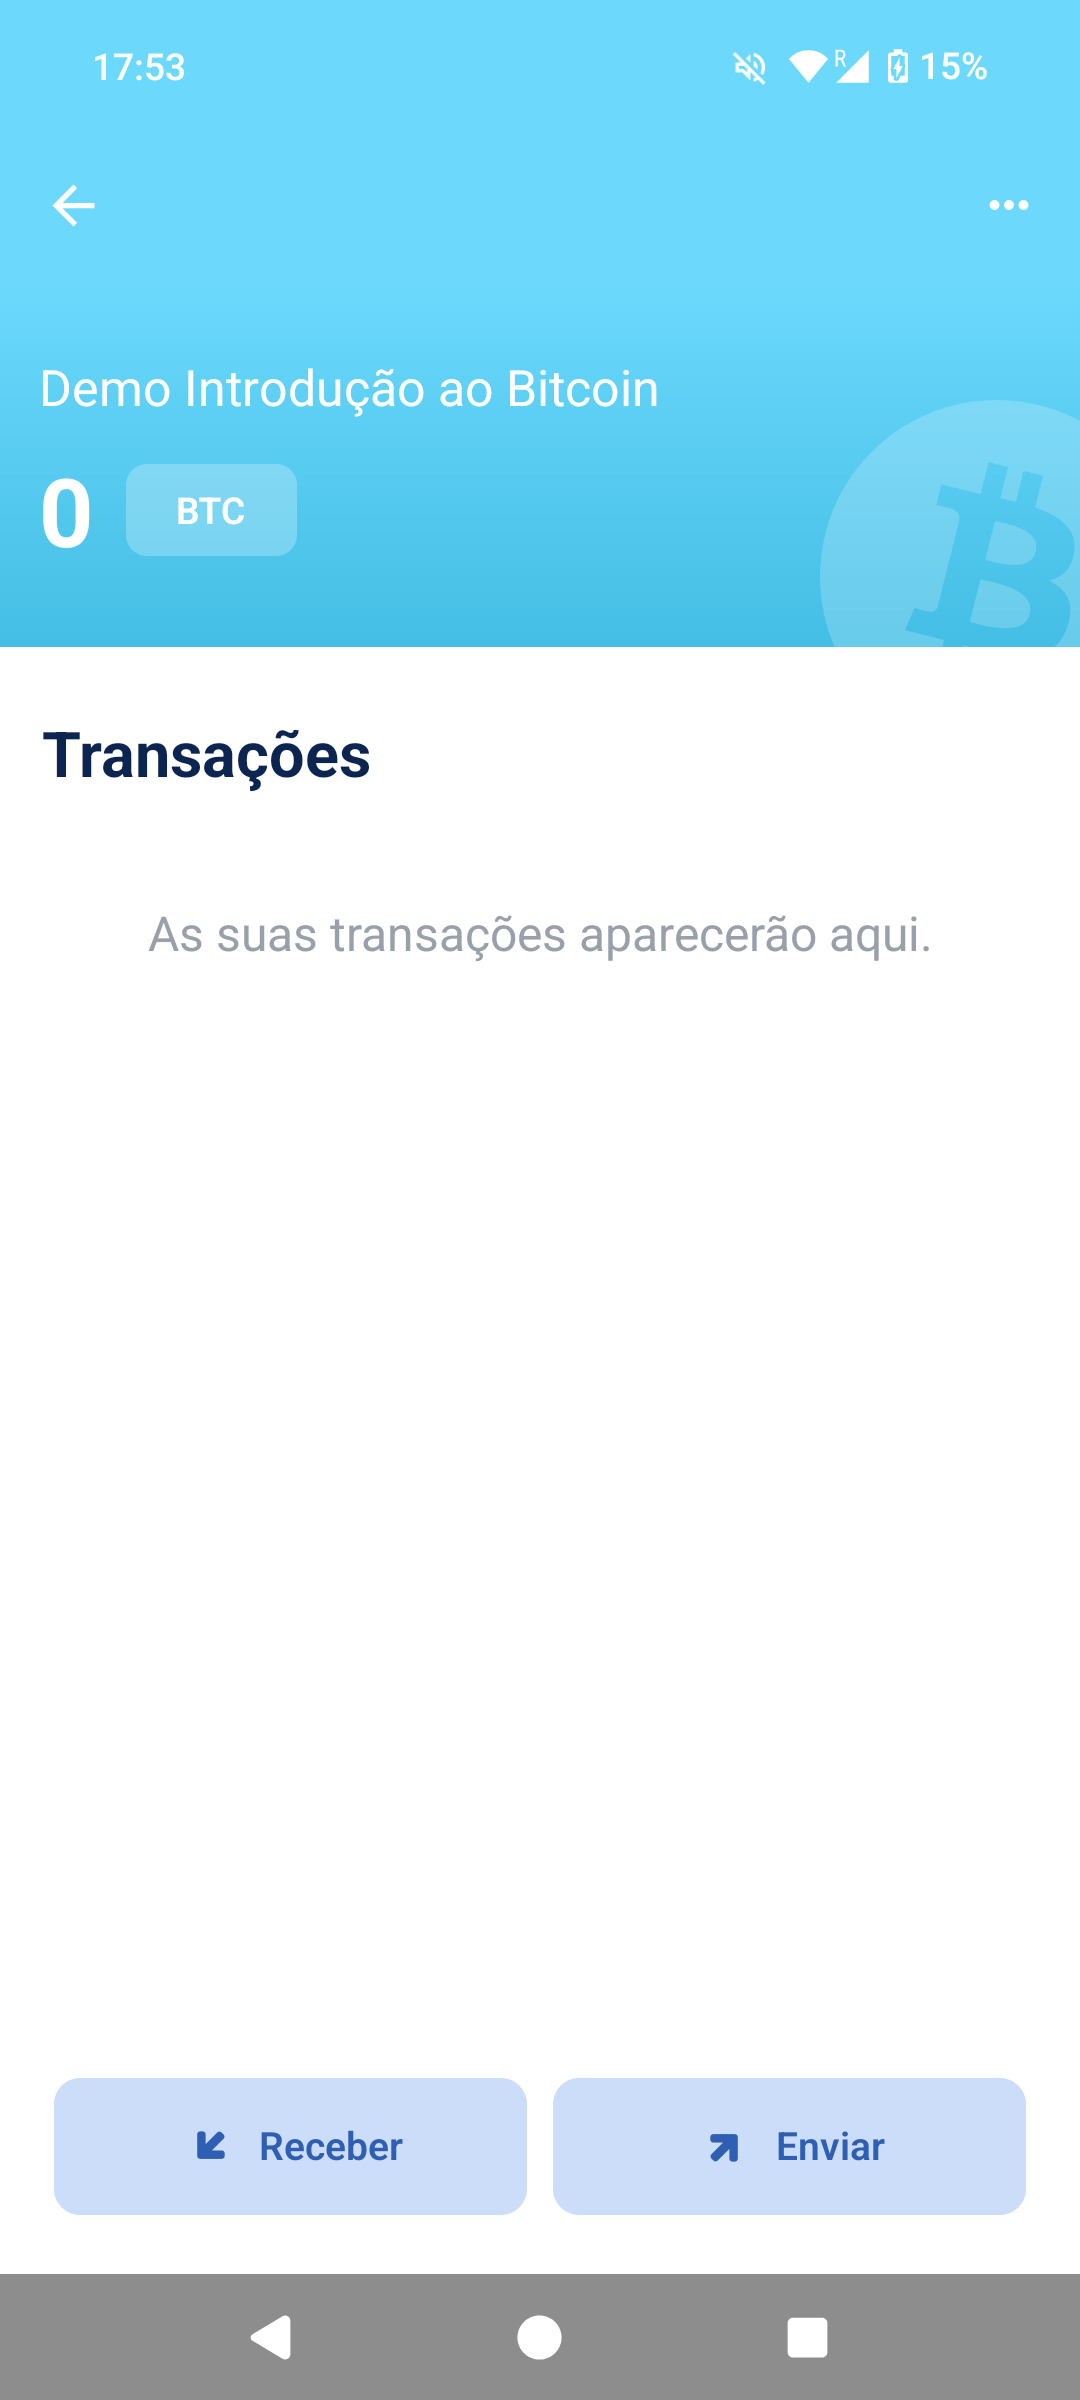 17:53
R 15%
Demo Introdução ao Bitcoin
0 BTC
Transações
As suas transações aparecerão aqui.
Receber
Enviar